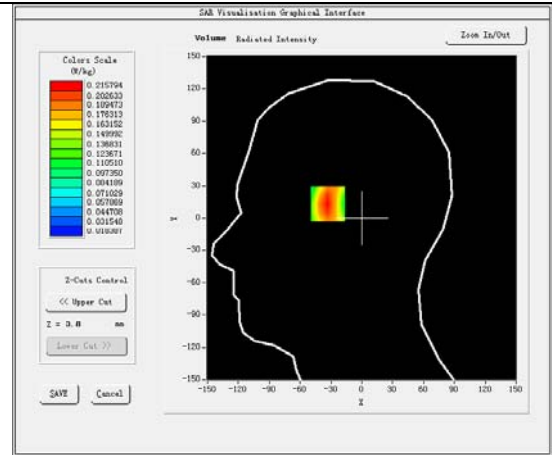 SAR Visualisation Graphical Interface
Volume Radiated Intensity
Zoom In/Out
Colors Scale
(W/kg)
0.215794
0.202633
0.189473
0.176313
0.163152
0.149992
0.136831
0.123671
0.110510
0.097350
0.084189
0.071029
0.057869
0.044708
0.031548
0.018387
Z-Cuts Control
<< Upper Cut
Z = 3.0 mm
Lower Cut >>
SAVE Cancel
150
120
90
60
30
0
-30
-60
-90
-120
-150
Y
-150 -120 -90 -60 -30 0 30 60 90 120 150
X